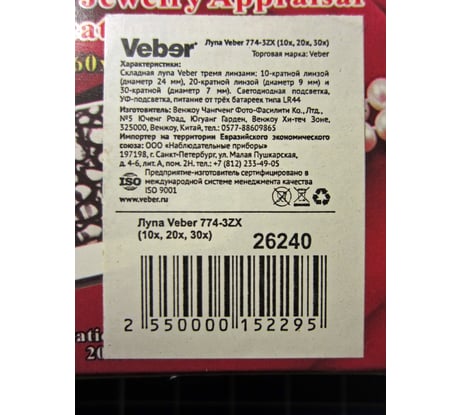 Jewelry Appraisal
60x
Veber®
Лупа Veber 774-3ZX (10x, 20x, 30x)
Торговая марка: Veber
Характеристики:
Складная лупа Veber тремя линзами: 10-кратной линзой
(диаметр 24 мм), 20-кратной линзой (диаметр 9 мм) и
30-кратной (диаметр 7 мм). Светодиодная подсветка,
УФ-подсветка, питание от трёх батареек типа LR44
Изготовитель: Венжоу Чангченг Фото-Фасилити Ко., Лтд.,
№5 Юченг Роад, Югуанг Гарден, Венжоу Хи-теч Зоне,
325000, Венжоу, Китай, тел.: 0577-88609865
Импортер на территории Евразийского экономического
союза: ООО «Наблюдательные приборы»
197198, г. Санкт-Петербург, ул. Малая Пушкарская,
д. 4-6, лит. А, пом. 2Н. тел.: +7 (812) 233-49-05
Предприятие-изготовитель сертифицировано в
международной системе менеджмента качества
ISO 9001
ISO
www.veber.ru
Лупа Veber 774-3ZX
(10x, 20x, 30x)
26240
2 550000 152295